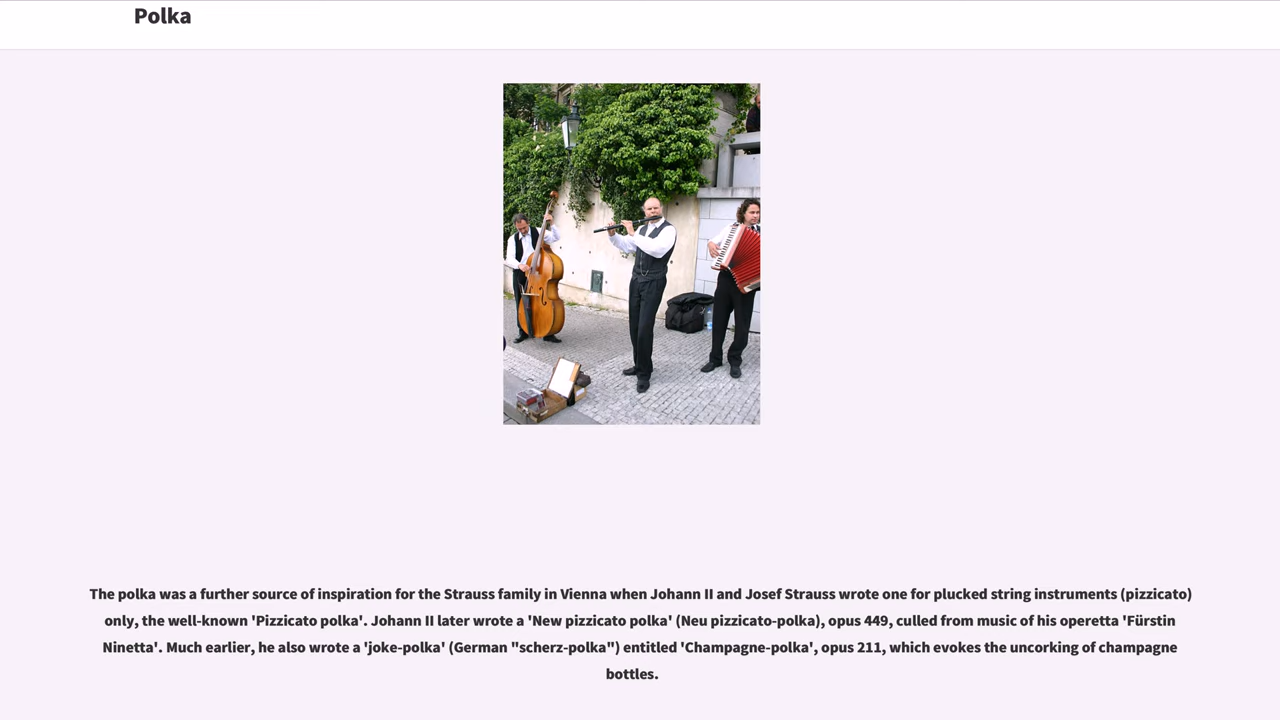 Polka
The polka was a further source of inspiration for the Strauss family in Vienna when Johann II and Josef Strauss wrote one for plucked string instruments (pizzicato)
only, the well-known 'Pizzicato polka'. Johann II later wrote a 'New pizzicato polka' (Neu pizzicato-polka), opus 449, culled from music of his operetta 'Fürstin
Ninetta'. Much earlier, he also wrote a 'joke-polka' (German "scherz-polka") entitled 'Champagne-polka', opus 211, which evokes the uncorking of champagne
bottles.